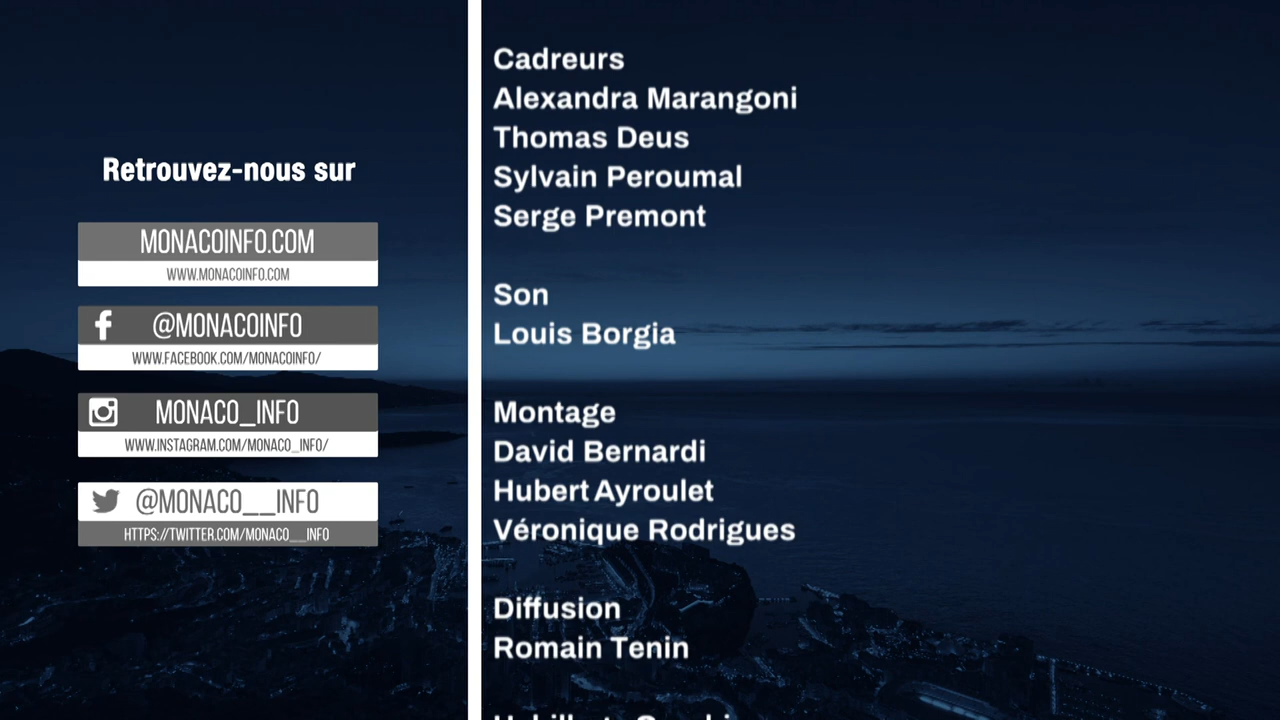 Retrouvez-nous sur
MONACOINFO.COM
WWW.MONACOINFO.COM
@MONACOINFO
WWW.FACEBOOK.COM/MONACOINFO/
MONACO_INFO
WWW.INSTAGRAM.COM/MONACO_INFO/
@MONACO__INFO
HTTPS://TWITTER.COM/MONACO__INFO
Cadreurs
Alexandra Marangoni
Thomas Deus
Sylvain Peroumal
Serge Premont
Son
Louis Borgia
Montage
David Bernardi
Hubert Ayroulet
Véronique Rodrigues
Diffusion
Romain Tenin